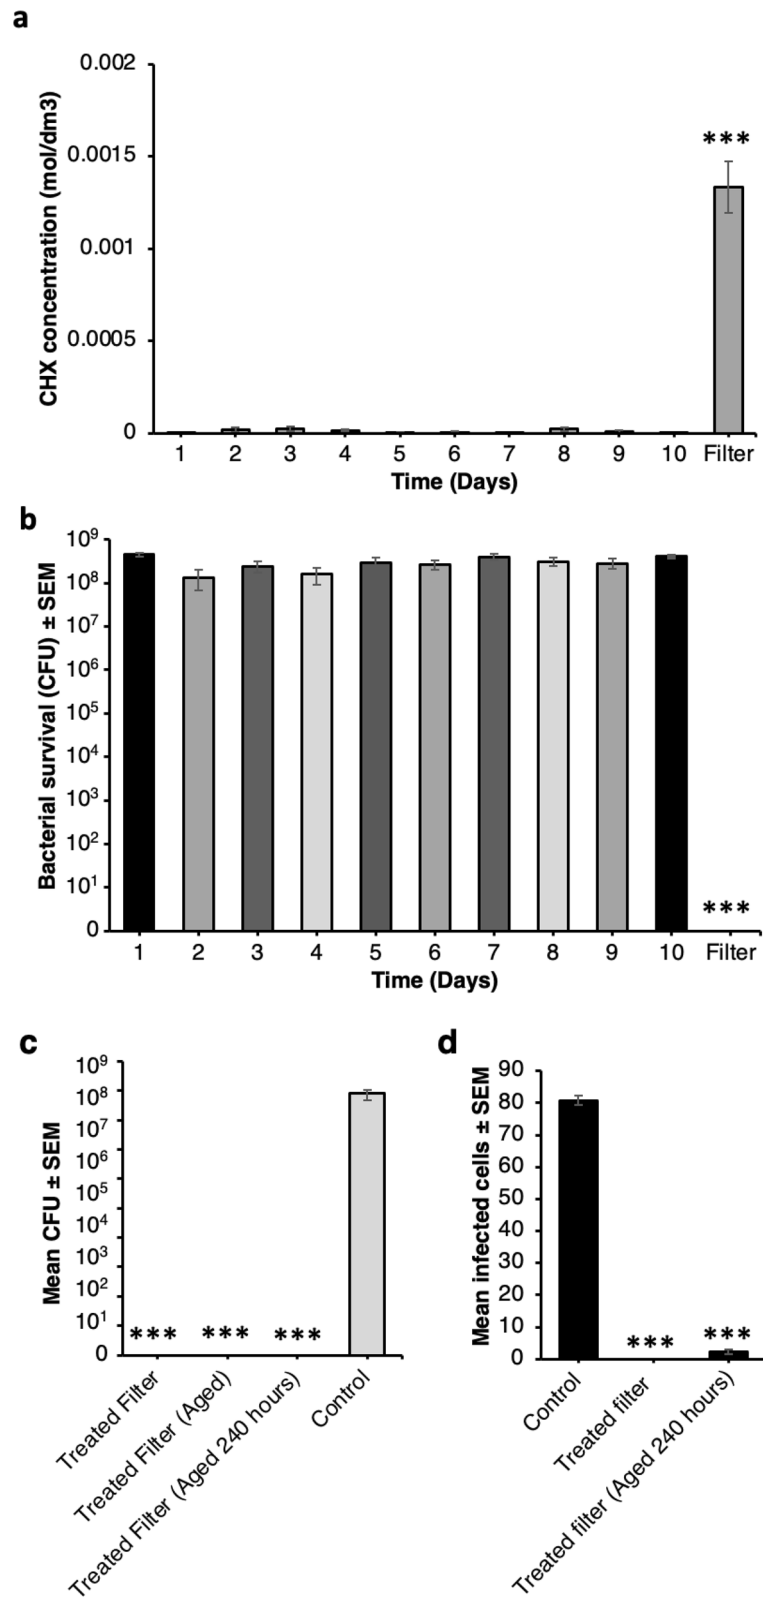 a
CHX concentration (mol/dm3)
0.002
0.0015
0.001
0.0005
0
***
1 2 3 4 5 6 7 8 9 10 Filter
Time (Days)
b
Bacterial survival (CFU) ± SEM
10⁹
10⁸
10⁷
10⁶
10⁵
10⁴
10³
10²
10¹
0
***
1 2 3 4 5 6 7 8 9 10 Filter
Time (Days)
c
Mean CFU ± SEM
10⁹
10⁸
10⁷
10⁶
10⁵
10⁴
10³
10²
10¹
0
*** *** ***
Treated Filter
Treated Filter (Aged)
Treated Filter (Aged 240 hours)
Control
d
Mean infected cells ± SEM
90
80
70
60
50
40
30
20
10
0
*** ***
Control
Treated filter
Treated filter (Aged 240 hours)